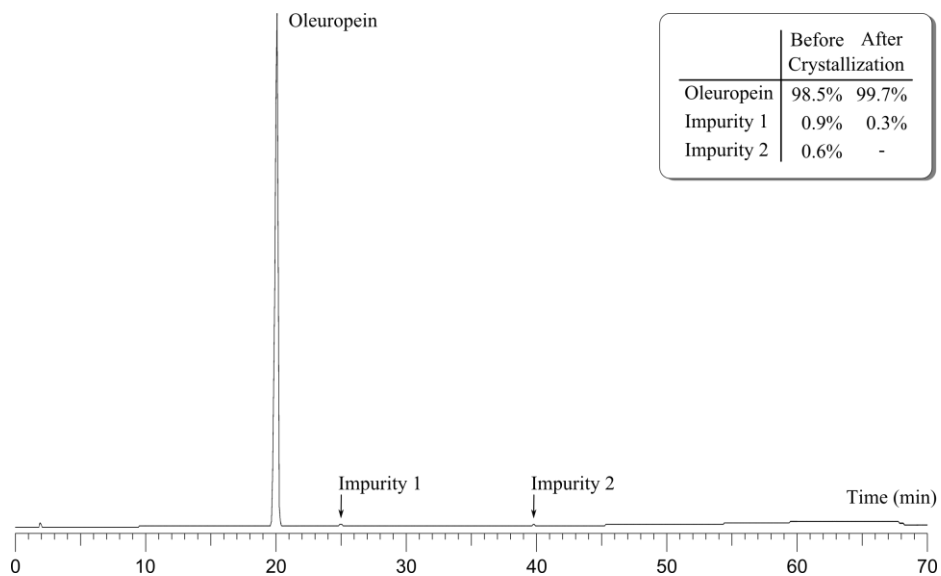 Oleuropein
Before After
Crystallization
Oleuropein 98.5% 99.7%
Impurity 1 0.9% 0.3%
Impurity 2 0.6% -
Impurity 1
Impurity 2
Time (min)
0 10 20 30 40 50 60 70